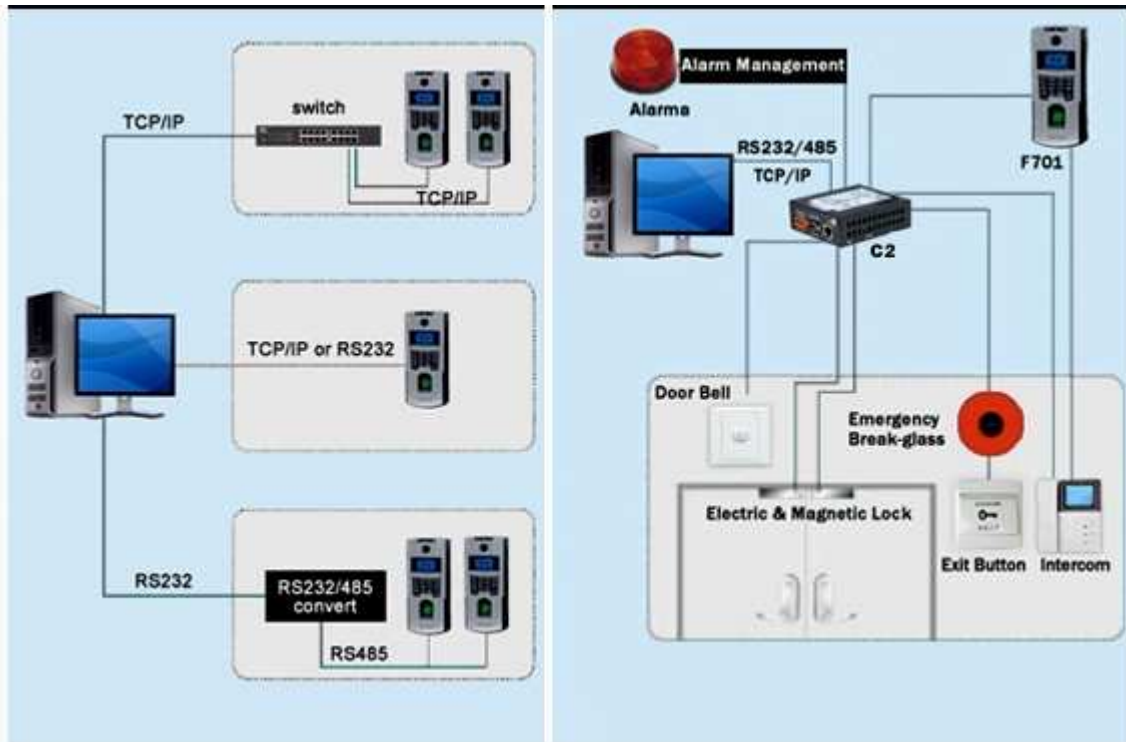 TCP/IP
switch
TCP/IP
TCP/IP or RS232
RS232
RS232/485
convert
RS485
Alarm Management
Alarma
RS232/485
TCP/IP
F701
C2
Door Bell
Emergency
Break-glass
Electric & Magnetic Lock
Exit Button
Intercom